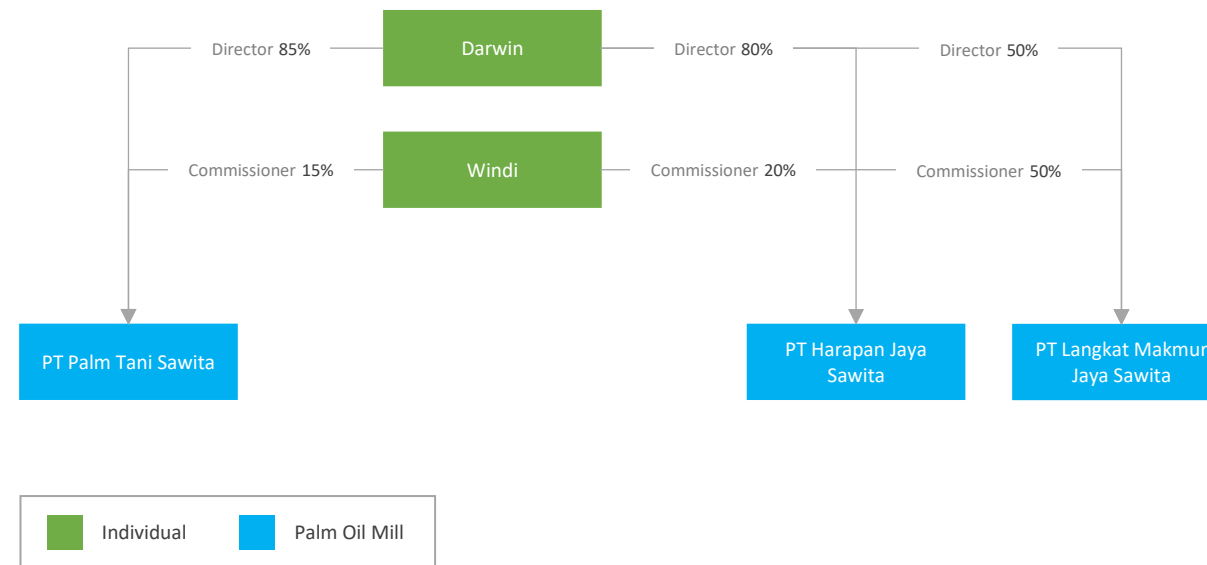 Director 85%
Darwin
Director 80%
Director 50%
Commissioner 15%
Windi
Commissioner 20%
Commissioner 50%
PT Palm Tani Sawita
PT Harapan Jaya
Sawita
PT Langkat Makmur
Jaya Sawita
Individual
Palm Oil Mill